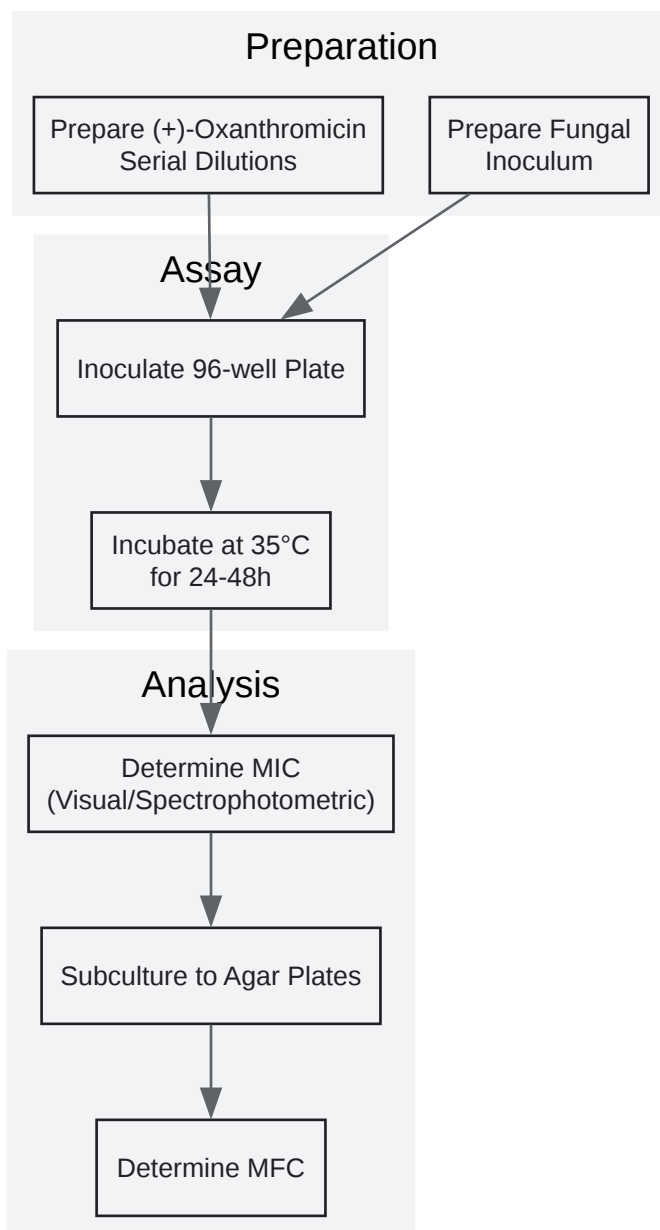 Preparation
Prepare (+)-Oxanthromicin
Serial Dilutions
Prepare Fungal
Inoculum
Assay
Inoculate 96-well Plate
Incubate at 35°C
for 24-48h
Analysis
Determine MIC
(Visual/Spectrophotometric)
Subculture to Agar Plates
Determine MFC